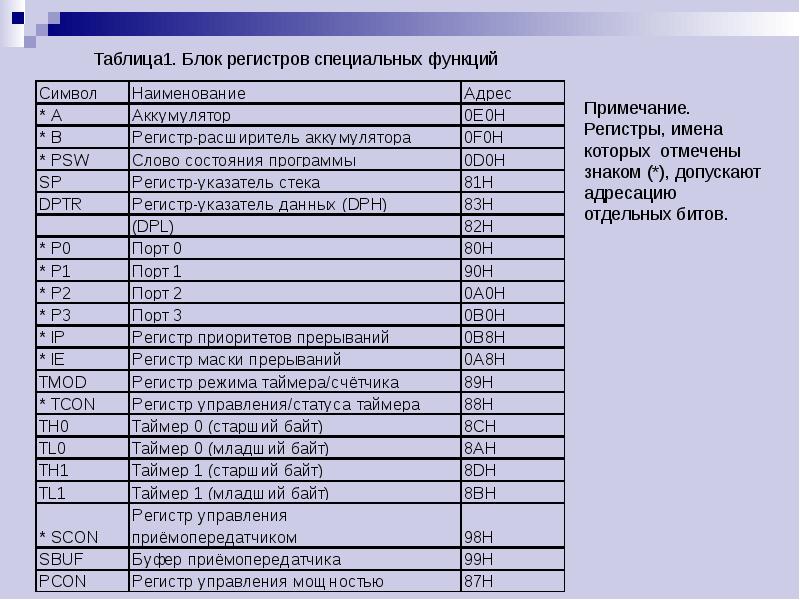 Таблица1. Блок регистров специальных функций
Символ Наименование Адрес
* А Аккумулятор 0E0H
* В Регистр-расширитель аккумулятора 0F0H
* PSW Слово состояния программы 0D0H
SP Регистр-указатель стека 81H
DPTR Регистр-указатель данных (DPH) 83H
(DPL) 82H
* P0 Порт 0 80H
* P1 Порт 1 90H
* P2 Порт 2 0A0H
* P3 Порт 3 0B0H
* IP Регистр приоритетов прерываний 0B8H
* IE Регистр маски прерываний 0A8H
TMOD Регистр режима таймера/счётчика 89H
* TCON Регистр управления/статуса таймера 88H
TH0 Таймер 0 (старший байт) 8CH
TL0 Таймер 0 (младший байт) 8AH
TH1 Таймер 1 (старший байт) 8DH
TL1 Таймер 1 (младший байт) 8BH
Регистр управления
* SCON приёмопередатчиком 98H
SBUF Буфер приёмопередатчика 99H
PCON Регистр управления мощностью 87H
Примечание.
Регистры, имена
которых отмечены
знаком (*), допускают
адресацию
отдельных битов.